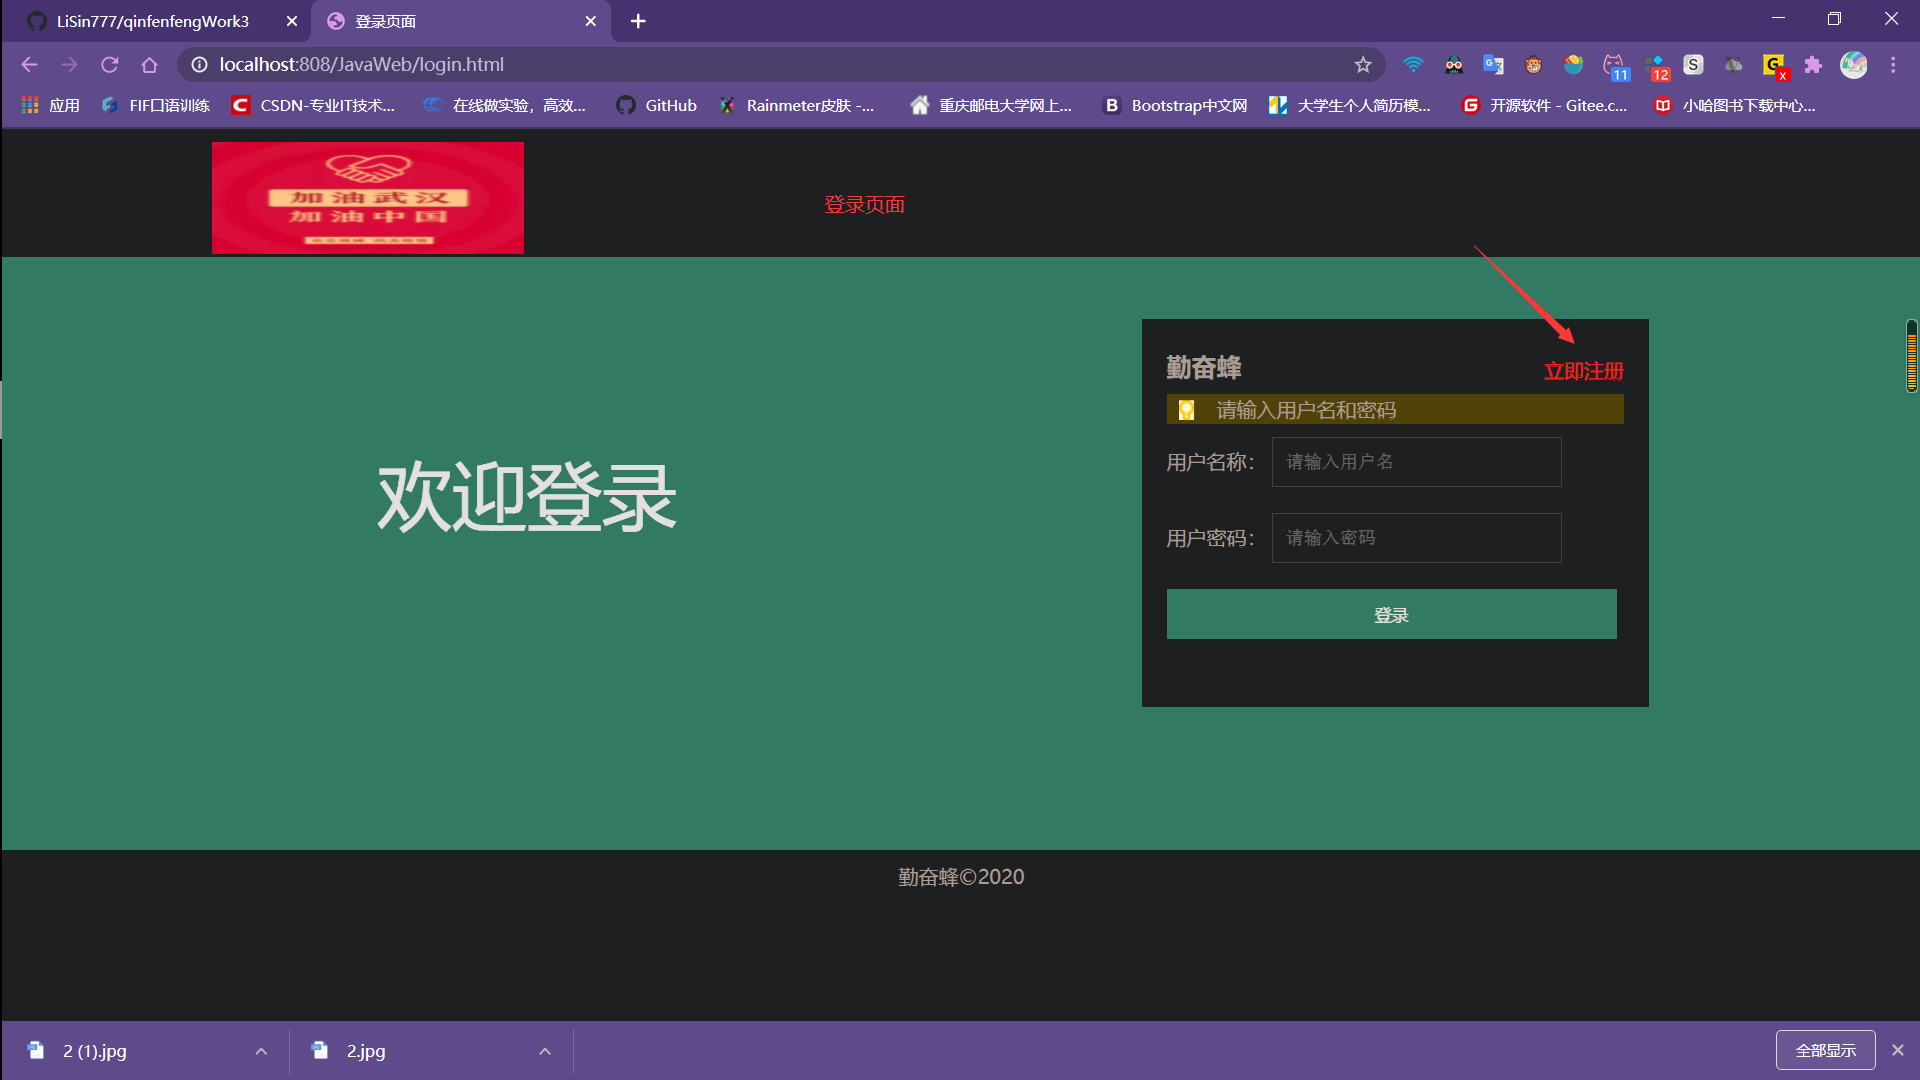 LiSin777/qinfenfengWork3
登录页面
localhost:808/JavaWeb/login.html
11
12
S
G
x
应用
FIF口语训练
CSDN-专业IT技术...
在线做实验，高效...
GitHub
Rainmeter皮肤 -...
重庆邮电大学网上...
B
Bootstrap中文网
大学生个人简历模...
开源软件 - Gitee.c...
小哈图书下载中心...
加油武汉
加油中国
登录页面
勤奋蜂
立即注册
请输入用户名和密码
用户名称：
请输入用户名
用户密码：
请输入密码
登录
欢迎登录
勤奋蜂©2020
2 (1).jpg
2.jpg
全部显示